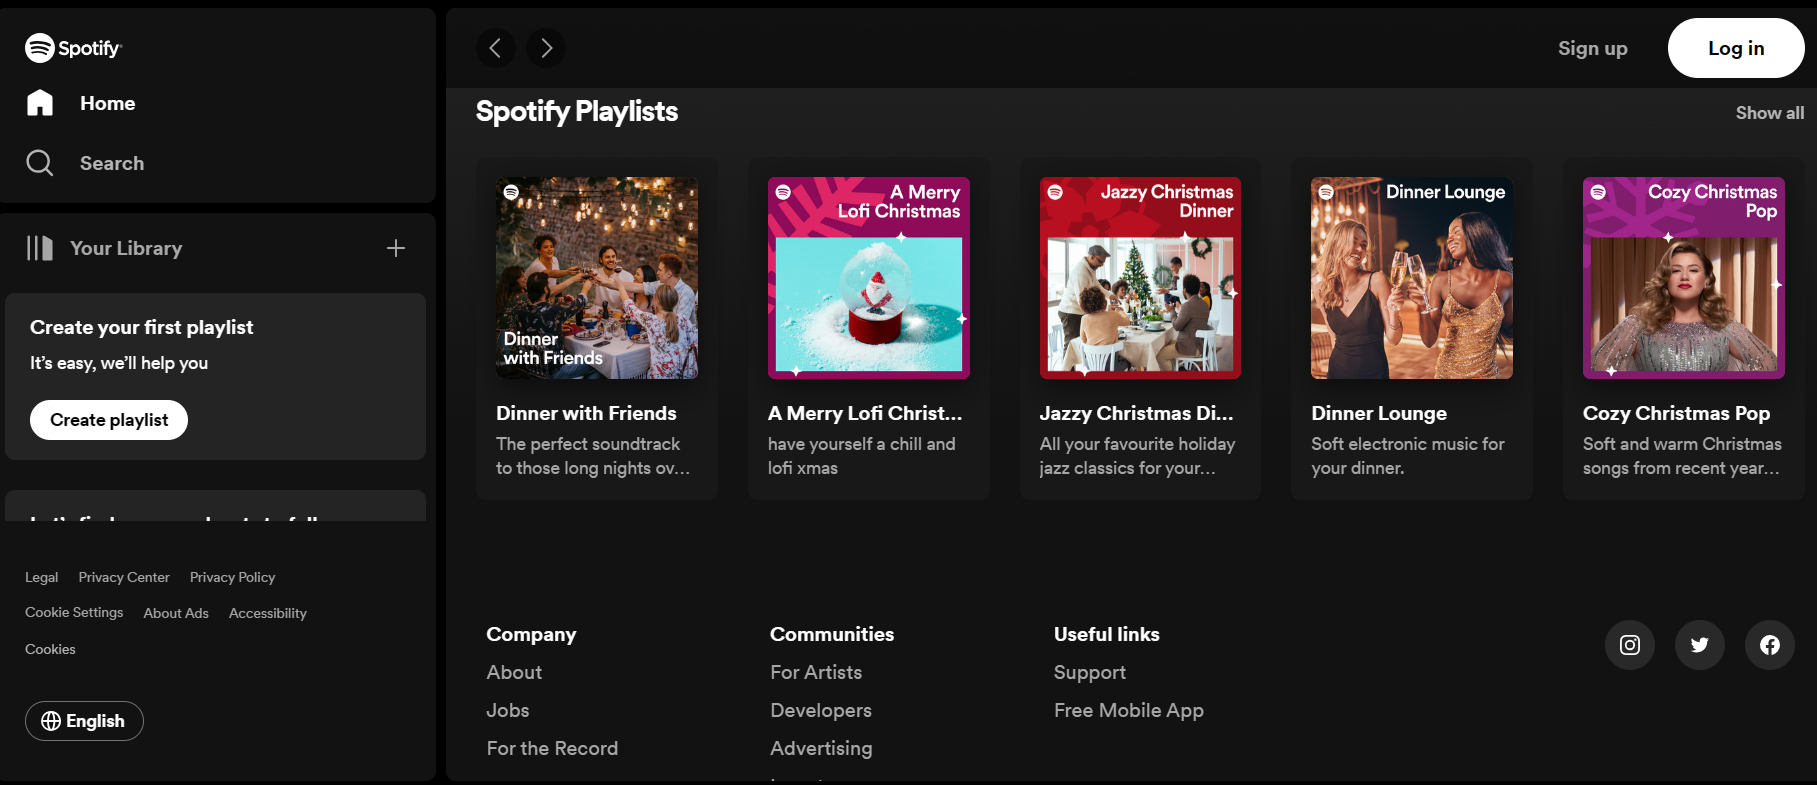 Spotify
Home
Search
Your Library
Create your first playlist
It's easy, we'll help you
Create playlist
Legal Privacy Center Privacy Policy
Cookie Settings About Ads Accessibility
Cookies
English
Sign up
Log in
Spotify Playlists
Show all
Dinner
with Friends
Dinner with Friends
The perfect soundtrack
to those long nights ov...
A Merry
Lofi Christmas
A Merry Lofi Christ...
have yourself a chill and
lofi xmas
Jazzy Christmas
Dinner
Jazzy Christmas Di...
All your favourite holiday
jazz classics for your...
Dinner Lounge
Dinner Lounge
Soft electronic music for
your dinner.
Cozy Christmas
Pop
Cozy Christmas Pop
Soft and warm Christmas
songs from recent year...
Company
About
Jobs
For the Record
Communities
For Artists
Developers
Advertising
Useful links
Support
Free Mobile App